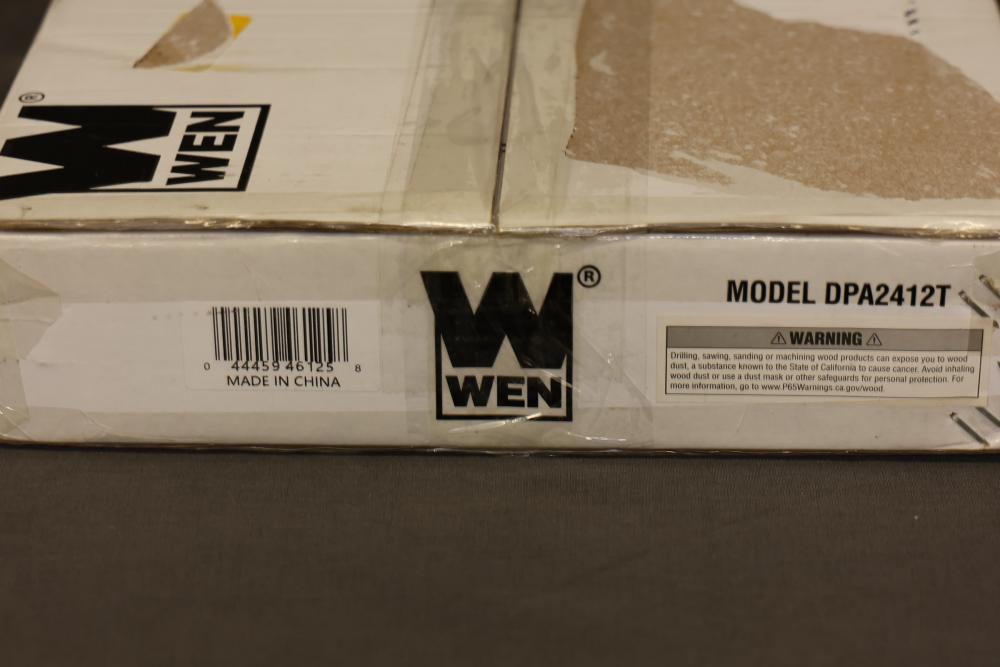 ®
WEN
WEN
®
MODEL DPA2412T
0 44459 46125 8
MADE IN CHINA
⚠ WARNING ⚠
Drilling, sawing, sanding or machining wood products can expose you to wood
dust, a substance known to the State of California to cause cancer. Avoid inhaling
wood dust or use a dust mask or other safeguards for personal protection. For
more information, go to www.P65Warnings.ca.gov/wood.